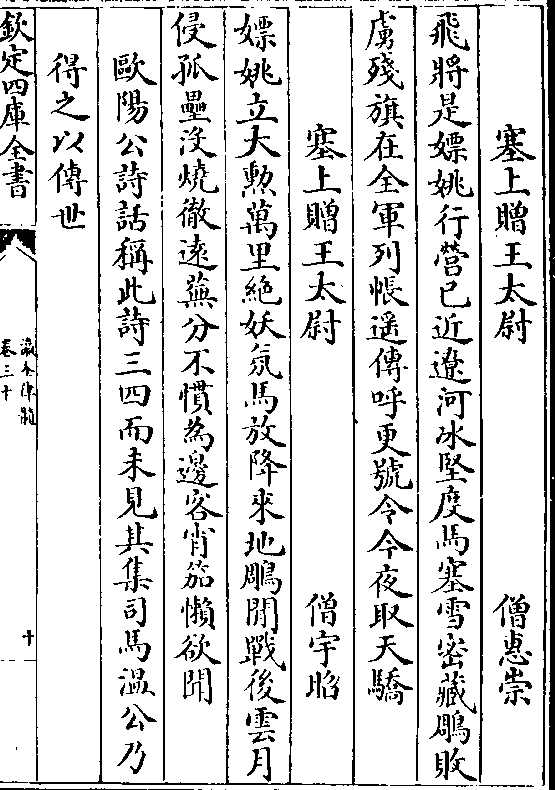 塞上贈王太尉　僧惠崇
飛將是嫖姚行營已近遼河冰堅度馬塞雪密藏鵰敗
虜殘旗在全軍列帳遙傳呼更號令今夜取天驕
塞上贈王太尉　僧宇昭
嫖姚立大勲萬里絶妖氛馬放降來地鵰閒戰後雲月
侵孤壘没燒徹遠蕪分不慣為邊客宵笳懶欲聞
歐陽公詩話稱此詩三四而未見其集司馬溫公乃
得之以傳世
欽定四庫全書
瀛奎律髓
卷三十
十